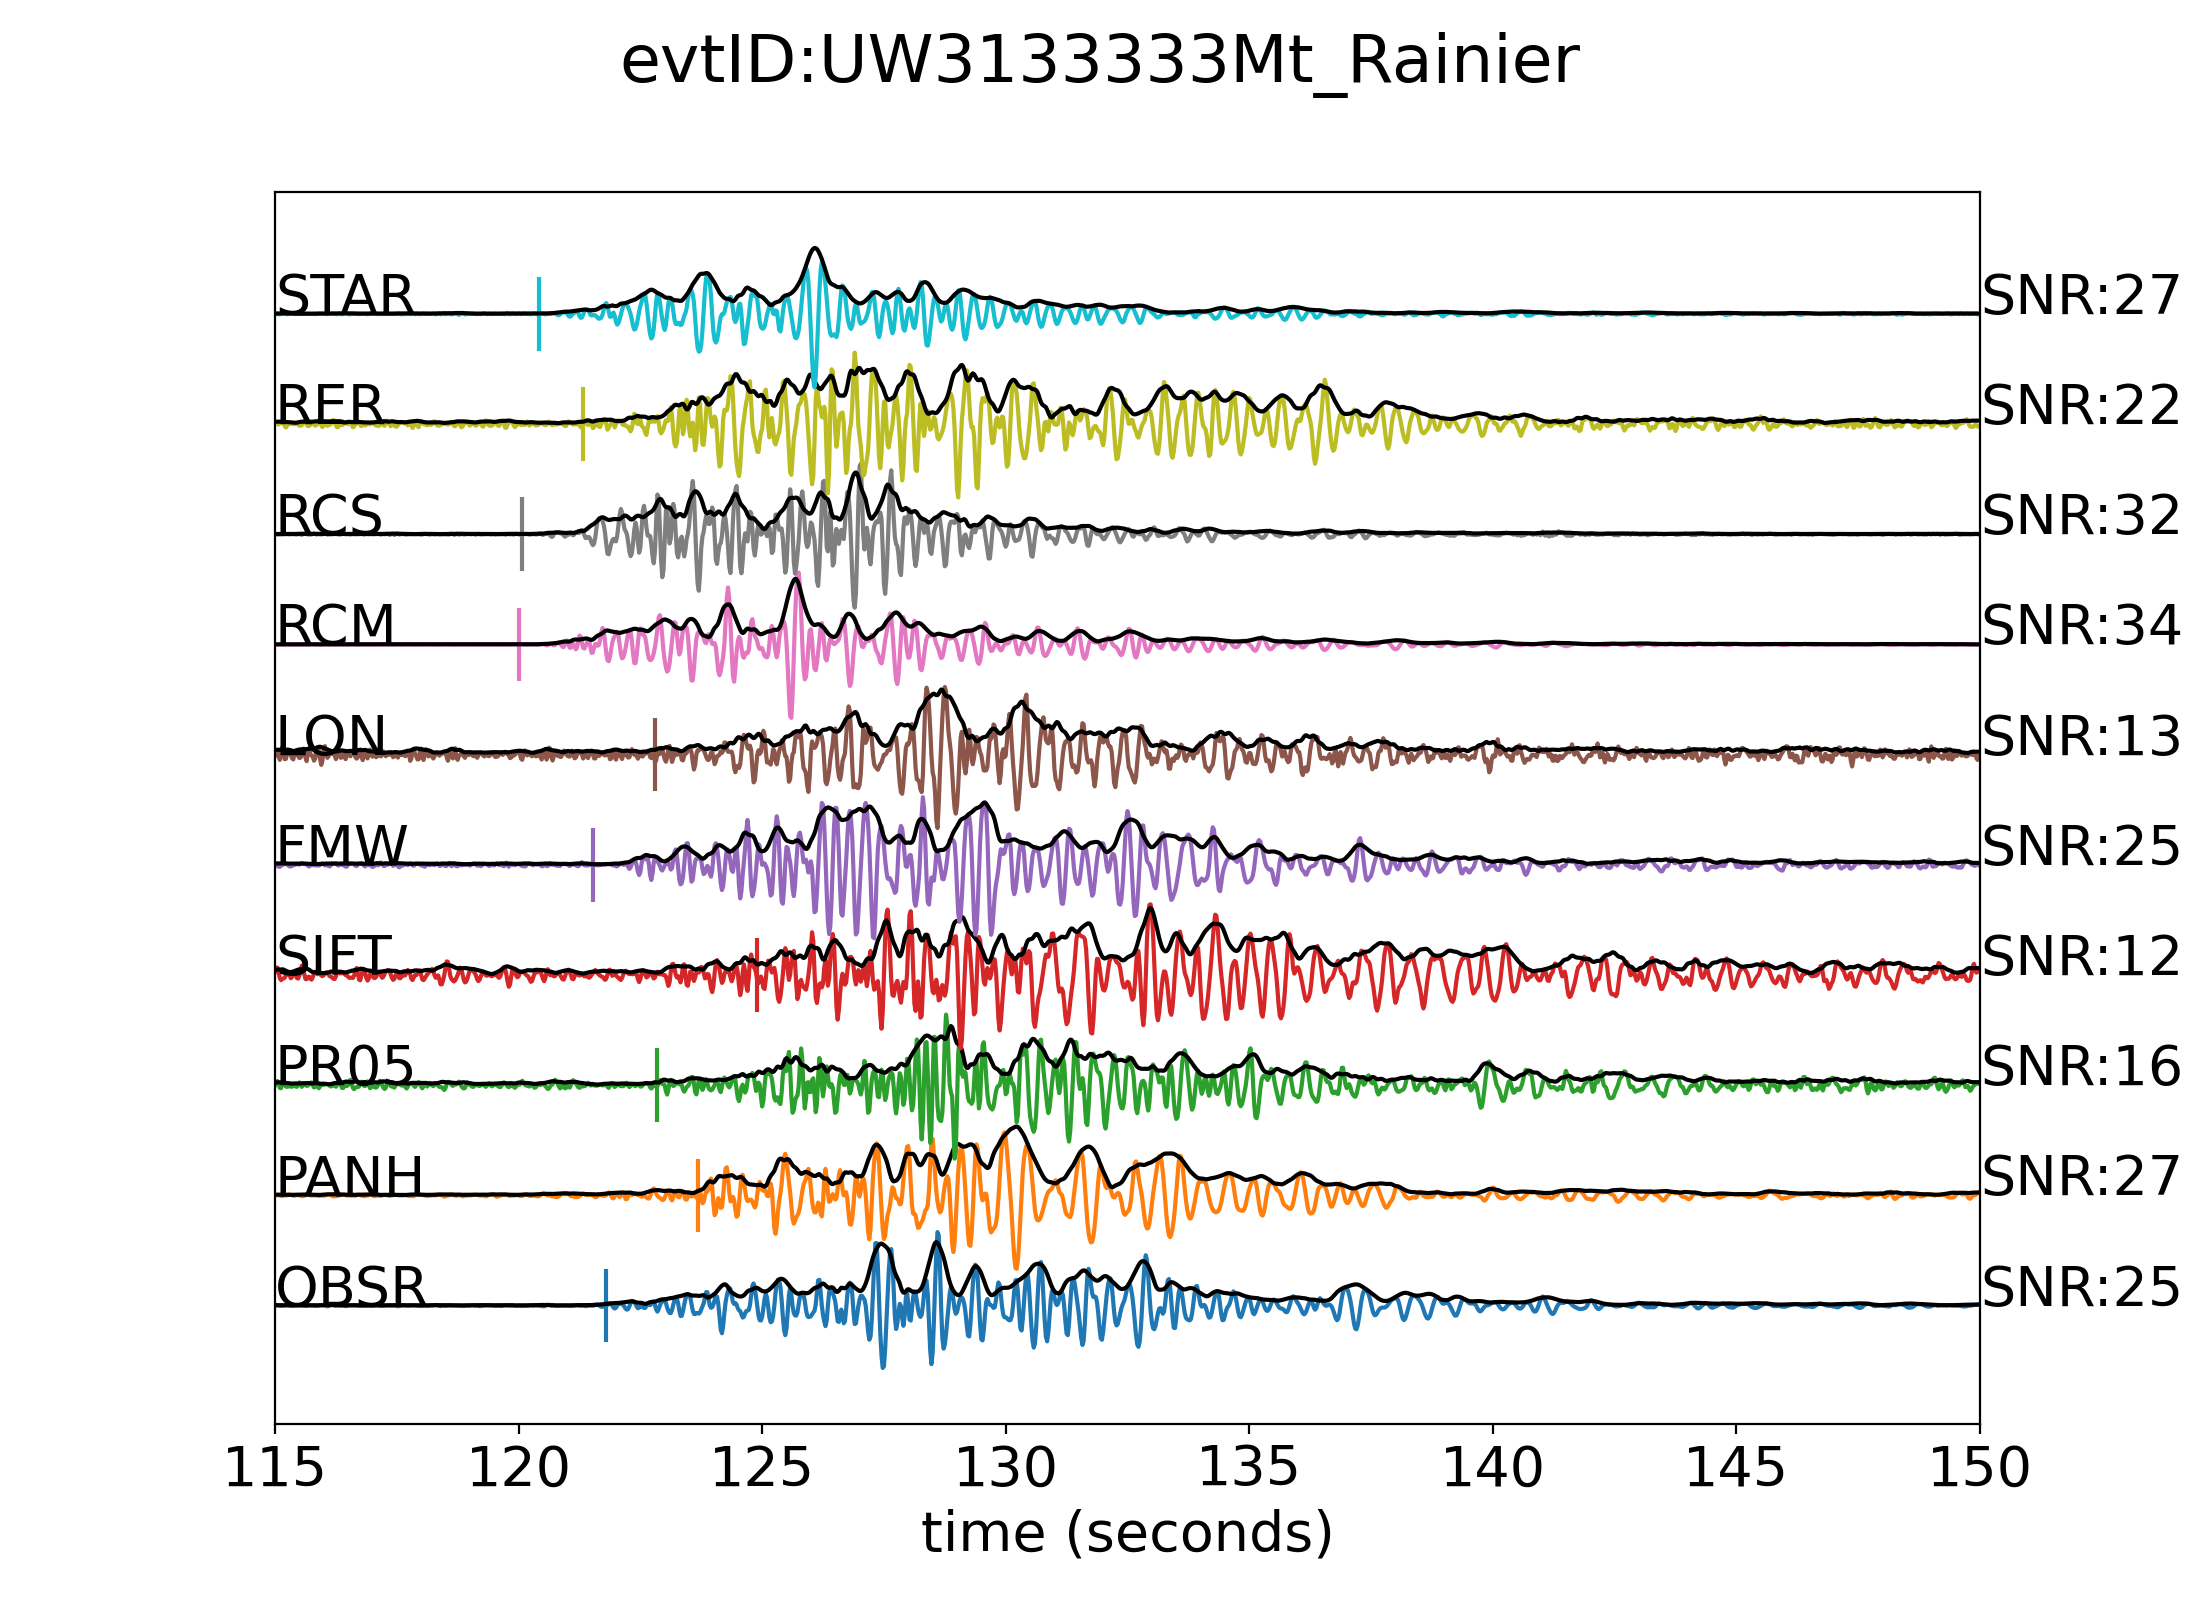 evtID:UW3133333Mt_Rainier
STAR SNR:27
RER SNR:22
RCS SNR:32
RCM SNR:34
LON SNR:13
FMW SNR:25
SIFT SNR:12
PR05 SNR:16
PANH SNR:27
OBSR SNR:25
115 120 125 130 135 140 145 150
time (seconds)